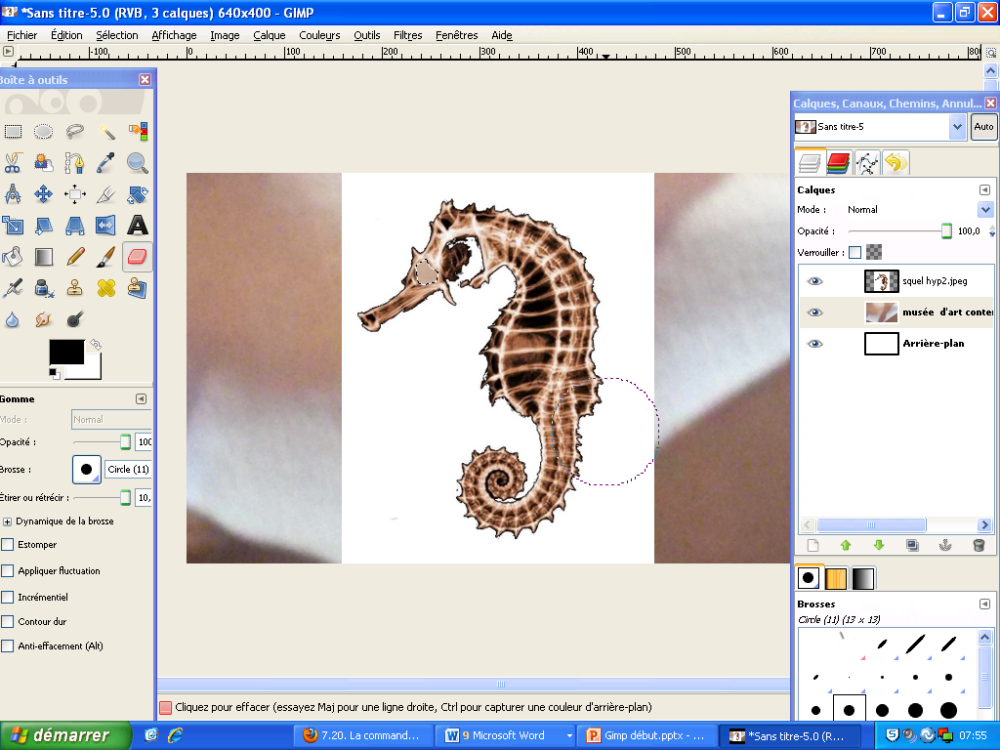 *Sans titre-5.0 (RVB, 3 calques) 640x400 - GIMP
Fichier Édition Sélection Affichage Image Calque Couleurs Outils Filtres Fenêtres Aide
-100 0 100 200 300 400 500 600 700 80
Boîte à outils
Calques, Canaux, Chemins, Annul...
Sans titre-5
Auto
Calques
Mode : Normal
Opacité : 100,0
Verrouiller :
squel hyp2.jpeg
musée d'art conte
Arrière-plan
Gomme
Mode : Normal
Opacité : 100
Brosse : Circle (11)
Étirer ou rétrécir : 10,
Dynamique de la brosse
Estomper
Appliquer fluctuation
Incrémentiel
Contour dur
Anti-effacement (Alt)
Brosses
Circle (11) (13 × 13)
Cliquez pour effacer (essayez Maj pour une ligne droite, Ctrl pour capturer une couleur d'arrière-plan)
démarrer
7.20. La command...
9 Microsoft Word
Gimp début.pptx - ...
*Sans titre-5.0 (R...
07:55